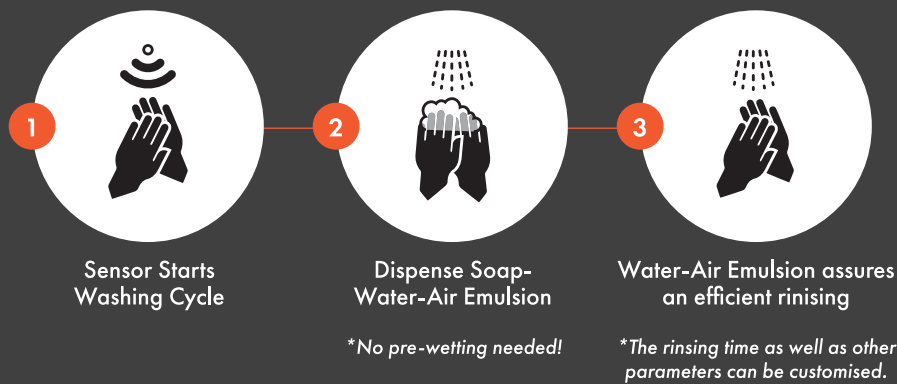 1
Sensor Starts
Washing Cycle
2
Dispense Soap-
Water-Air Emulsion
*No pre-wetting needed!
3
Water-Air Emulsion assures
an efficient rinising
*The rinsing time as well as other
parameters can be customised.